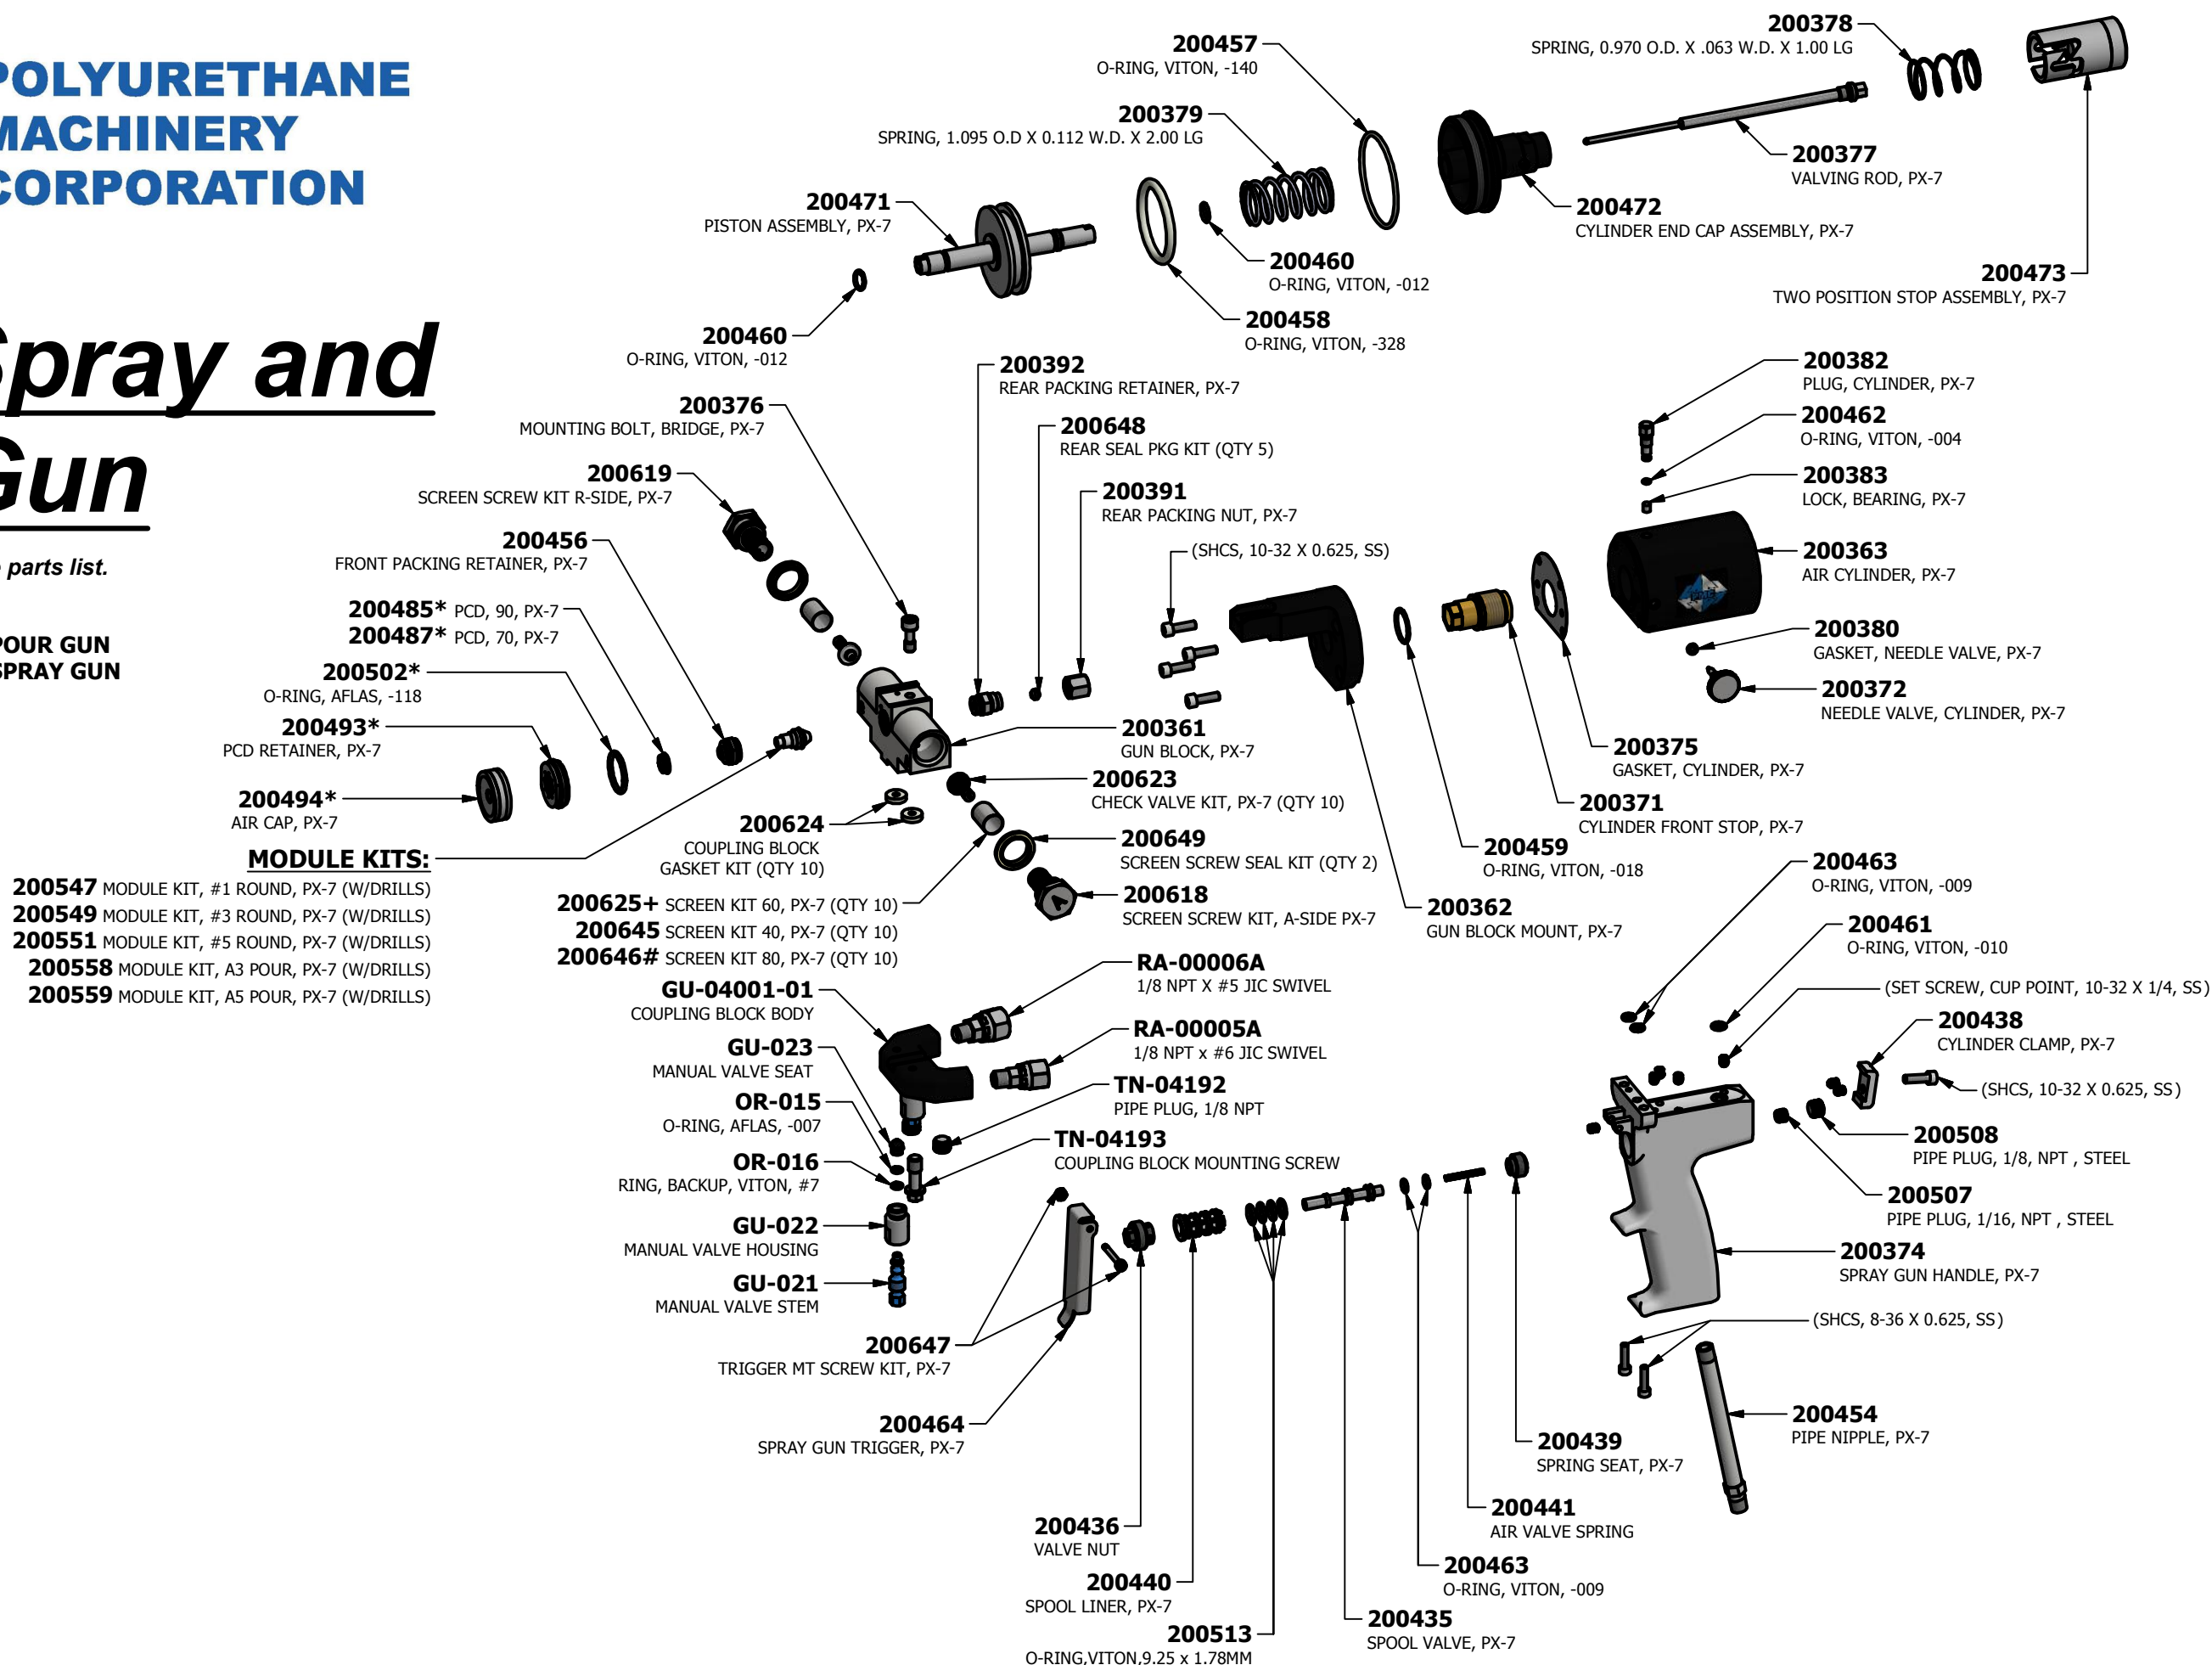 POLYURETHANE
MACHINERY
CORPORATION
Spray and
Gun
parts list.
POUR GUN
SPRAY GUN
200457
O-RING, VITON, -140
200379
SPRING, 1.095 O.D X 0.112 W.D. X 2.00 LG
200471
PISTON ASSEMBLY, PX-7
200460
O-RING, VITON, -012
200460
O-RING, VITON, -012
200458
O-RING, VITON, -328
200378
SPRING, 0.970 O.D. X .063 W.D. X 1.00 LG
200377
VALVING ROD, PX-7
200472
CYLINDER END CAP ASSEMBLY, PX-7
200473
TWO POSITION STOP ASSEMBLY, PX-7
200392
REAR PACKING RETAINER, PX-7
200376
MOUNTING BOLT, BRIDGE, PX-7
200648
REAR SEAL PKG KIT (QTY 5)
200619
SCREEN SCREW KIT R-SIDE, PX-7
200391
REAR PACKING NUT, PX-7
(SHCS, 10-32 X 0.625, SS)
200456
FRONT PACKING RETAINER, PX-7
200485* PCD, 90, PX-7
200487* PCD, 70, PX-7
200502*
O-RING, AFLAS, -118
200493*
PCD RETAINER, PX-7
200494*
AIR CAP, PX-7
MODULE KITS:
200547 MODULE KIT, #1 ROUND, PX-7 (W/DRILLS)
200549 MODULE KIT, #3 ROUND, PX-7 (W/DRILLS)
200551 MODULE KIT, #5 ROUND, PX-7 (W/DRILLS)
200558 MODULE KIT, A3 POUR, PX-7 (W/DRILLS)
200559 MODULE KIT, A5 POUR, PX-7 (W/DRILLS)
200382
PLUG, CYLINDER, PX-7
200462
O-RING, VITON, -004
200383
LOCK, BEARING, PX-7
200363
AIR CYLINDER, PX-7
PMC
200380
GASKET, NEEDLE VALVE, PX-7
200372
NEEDLE VALVE, CYLINDER, PX-7
200375
GASKET, CYLINDER, PX-7
200371
CYLINDER FRONT STOP, PX-7
200459
O-RING, VITON, -018
200362
GUN BLOCK MOUNT, PX-7
200361
GUN BLOCK, PX-7
200623
CHECK VALVE KIT, PX-7 (QTY 10)
200649
SCREEN SCREW SEAL KIT (QTY 2)
200618
SCREEN SCREW KIT, A-SIDE PX-7
A
200624
COUPLING BLOCK
GASKET KIT (QTY 10)
200625+ SCREEN KIT 60, PX-7 (QTY 10)
200645 SCREEN KIT 40, PX-7 (QTY 10)
200646# SCREEN KIT 80, PX-7 (QTY 10)
GU-04001-01
COUPLING BLOCK BODY
RA-00006A
1/8 NPT X #5 JIC SWIVEL
RA-00005A
1/8 NPT x #6 JIC SWIVEL
GU-023
MANUAL VALVE SEAT
OR-015
O-RING, AFLAS, -007
TN-04192
PIPE PLUG, 1/8 NPT
TN-04193
COUPLING BLOCK MOUNTING SCREW
OR-016
RING, BACKUP, VITON, #7
GU-022
MANUAL VALVE HOUSING
GU-021
MANUAL VALVE STEM
200647
TRIGGER MT SCREW KIT, PX-7
200464
SPRAY GUN TRIGGER, PX-7
200436
VALVE NUT
200440
SPOOL LINER, PX-7
200513
O-RING,VITON,9.25 x 1.78MM
200435
SPOOL VALVE, PX-7
200463
O-RING, VITON, -009
200441
AIR VALVE SPRING
200439
SPRING SEAT, PX-7
200463
O-RING, VITON, -009
200461
O-RING, VITON, -010
(SET SCREW, CUP POINT, 10-32 X 1/4, SS)
200438
CYLINDER CLAMP, PX-7
(SHCS, 10-32 X 0.625, SS)
200508
PIPE PLUG, 1/8, NPT , STEEL
200507
PIPE PLUG, 1/16, NPT , STEEL
200374
SPRAY GUN HANDLE, PX-7
(SHCS, 8-36 X 0.625, SS)
200454
PIPE NIPPLE, PX-7